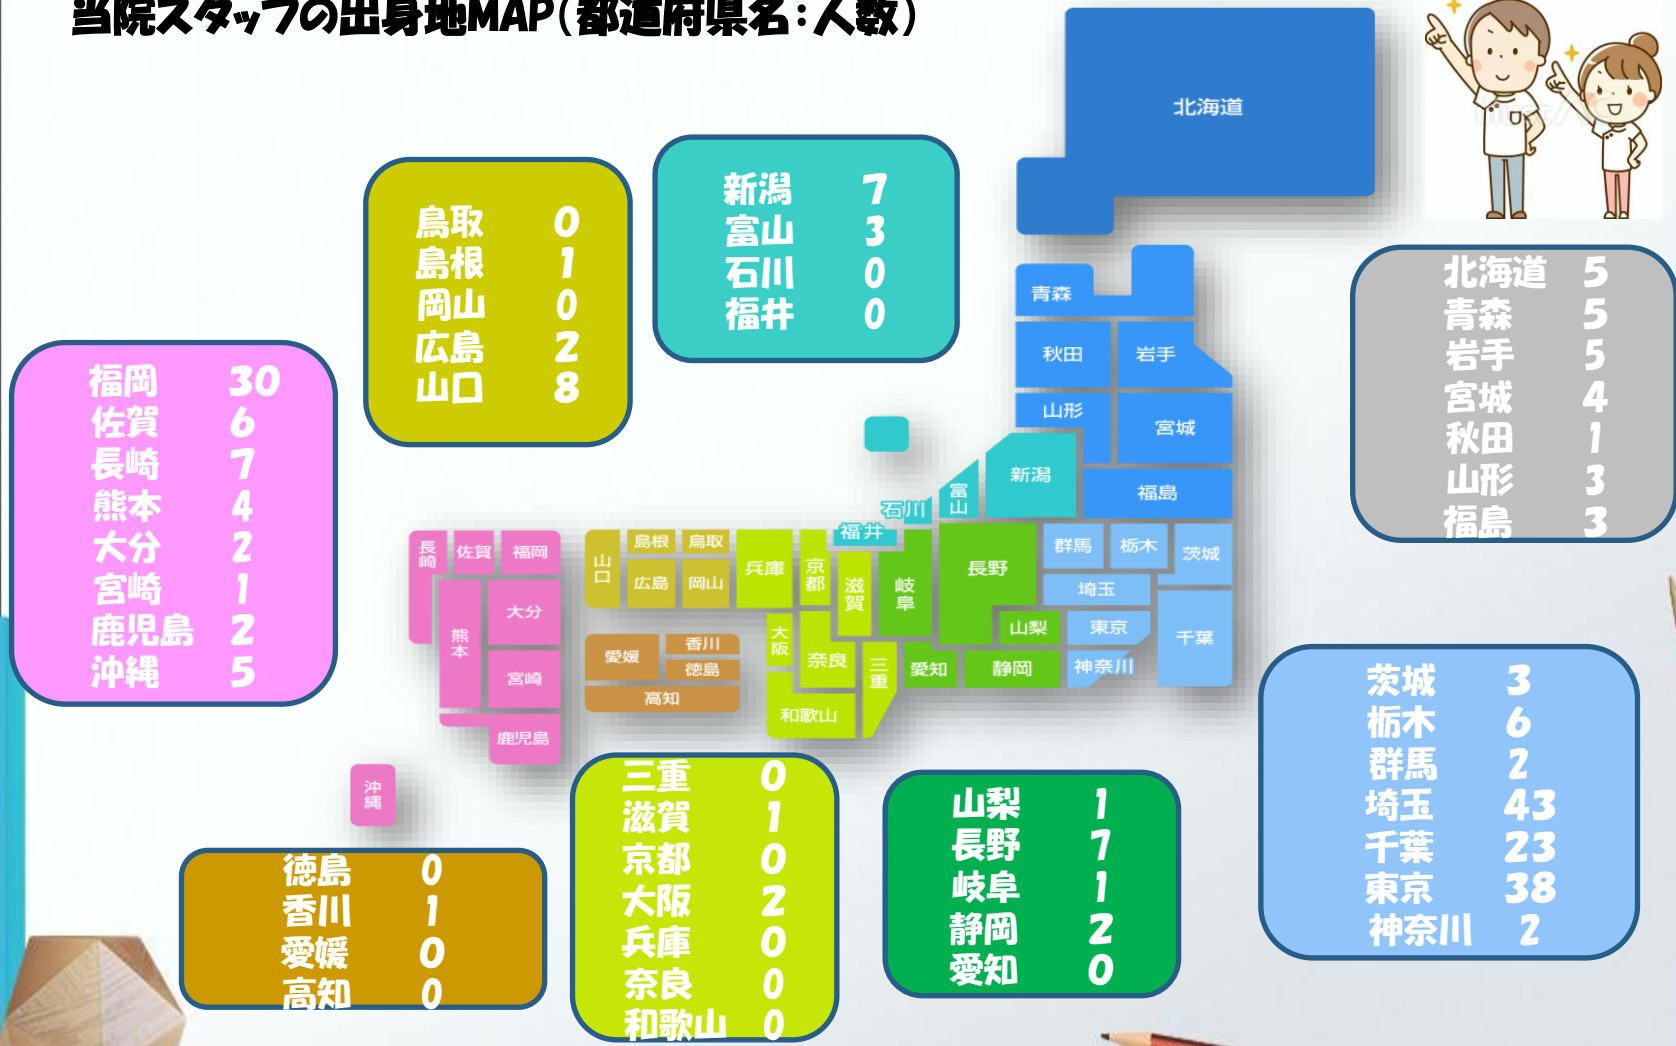 当院スタッフの出身地MAP（都道府県名：人数）
北海道
新潟 7
富山 3
石川 0
福井 0
鳥取 0
島根 1
岡山 0
広島 2
山口 8
北海道 5
青森 5
岩手 5
宮城 4
秋田 1
山形 3
福島 3
福岡 30
佐賀 6
長崎 7
熊本 4
大分 2
宮崎 1
鹿児島 2
沖縄 5
青森
秋田
岩手
山形
宮城
新潟
福島
富山
石川
福井
長崎
佐賀
福岡
大分
熊本
宮崎
鹿児島
沖縄
山口
島根
鳥取
広島
岡山
兵庫
京都
滋賀
岐阜
長野
群馬
栃木
茨城
埼玉
山梨
東京
千葉
神奈川
愛知
静岡
大阪
奈良
三重
和歌山
愛媛
香川
徳島
高知
茨城 3
栃木 6
群馬 2
埼玉 43
千葉 23
東京 38
神奈川 2
三重 0
滋賀 1
京都 0
大阪 2
兵庫 0
奈良 0
和歌山 0
山梨 1
長野 7
岐阜 1
静岡 2
愛知 0
徳島 0
香川 1
愛媛 0
高知 0